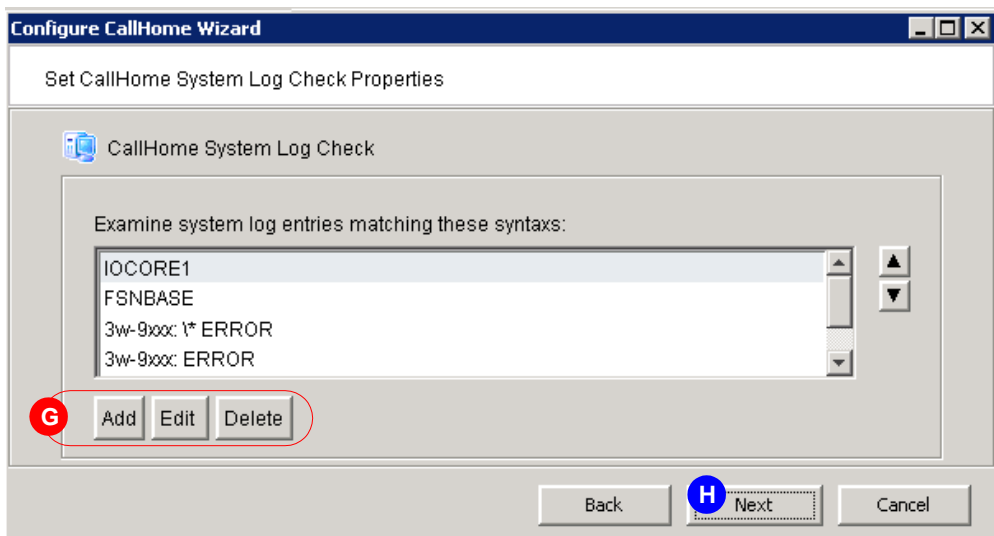 Configure CallHome Wizard
Set CallHome System Log Check Properties
CallHome System Log Check
Examine system log entries matching these syntaxs:
IOCORE1
FSNBASE
3w-9xxx: \* ERROR
3w-9xxx: ERROR
G Add Edit Delete
Back H Next Cancel